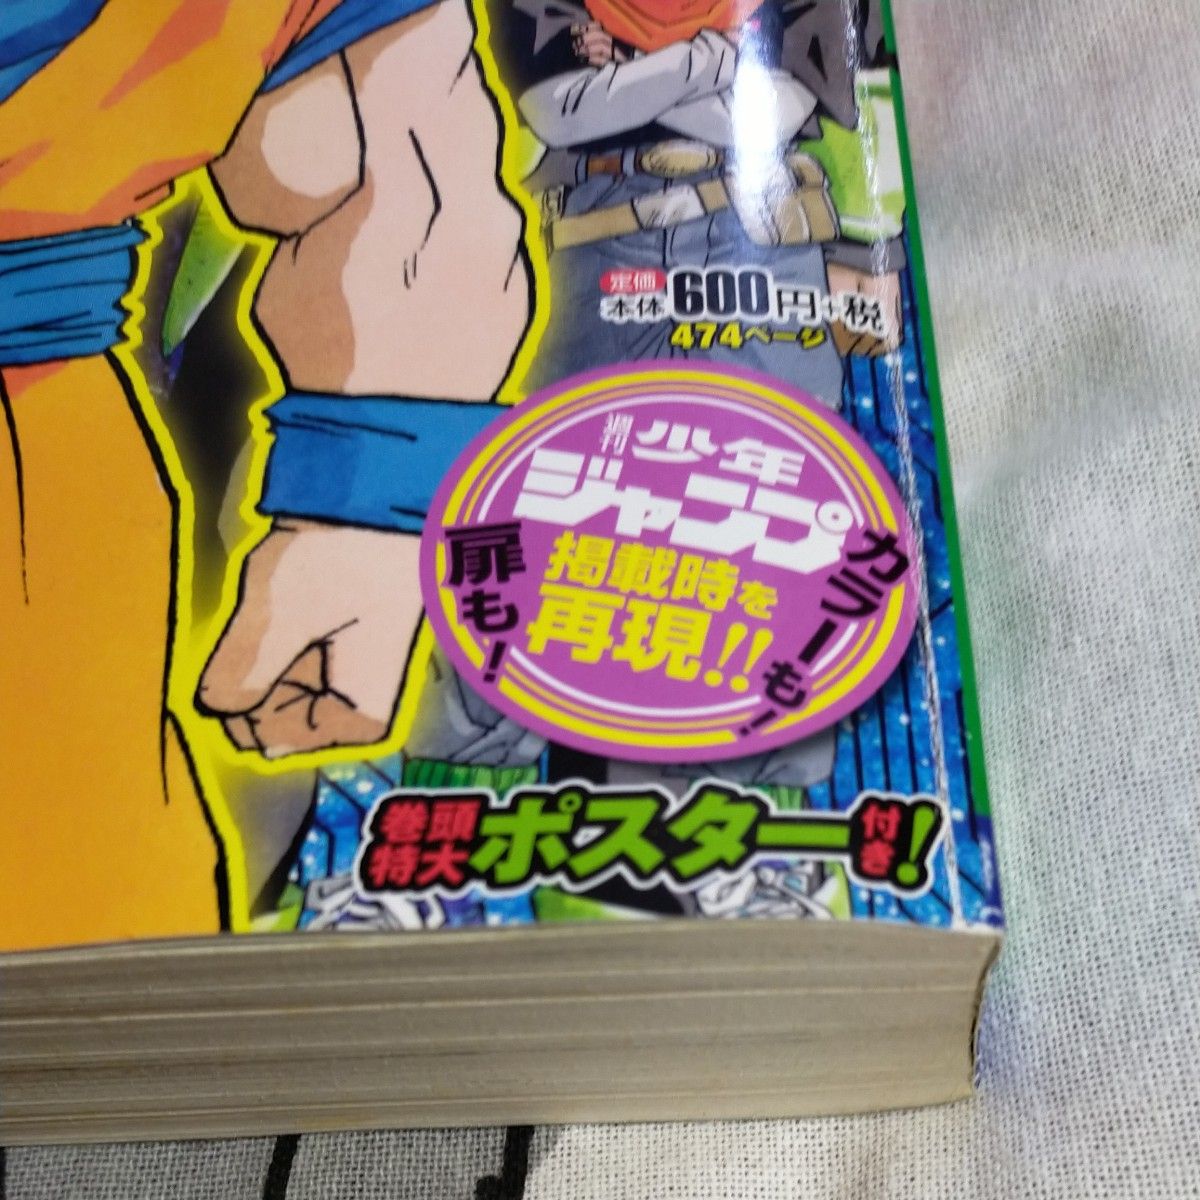 定価
本体600円+税
474ページ
週刊
少年
ジャンプ
掲載時を
再現!!
扉も!
カラーも!
巻頭
特大
ポスター
付き!